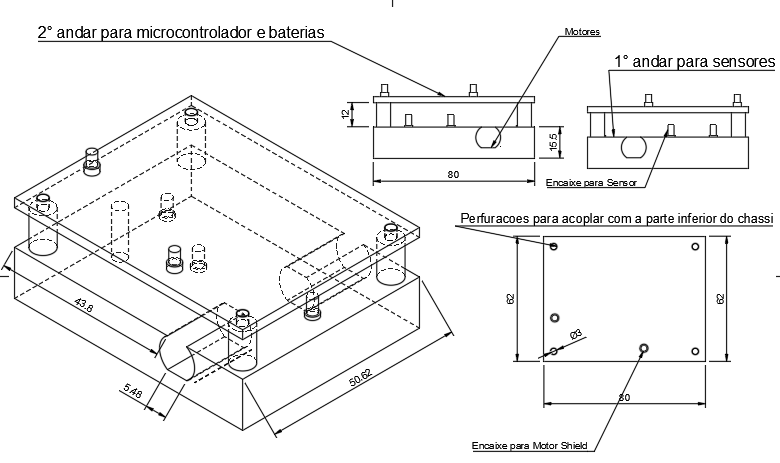 2° andar para microcontrolador e baterias
Motores
1° andar para sensores
12
15.5
80
Encaixe para Sensor
Perfuracoes para acoplar com a parte inferior do chassi
62
62
Ø3
80
43.8
5.48
50.62
Encaixe para Motor Shield